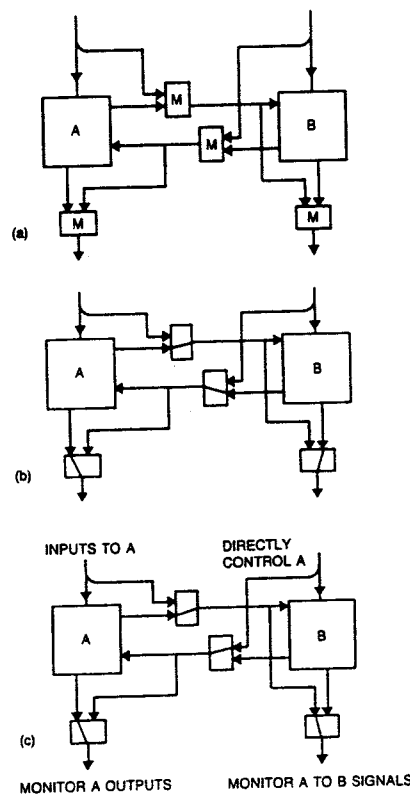 A
M
M
B
M
M
(a)
A
B
(b)
INPUTS TO A
DIRECTLY
CONTROL A
A
B
(c)
MONITOR A OUTPUTS
MONITOR A TO B SIGNALS